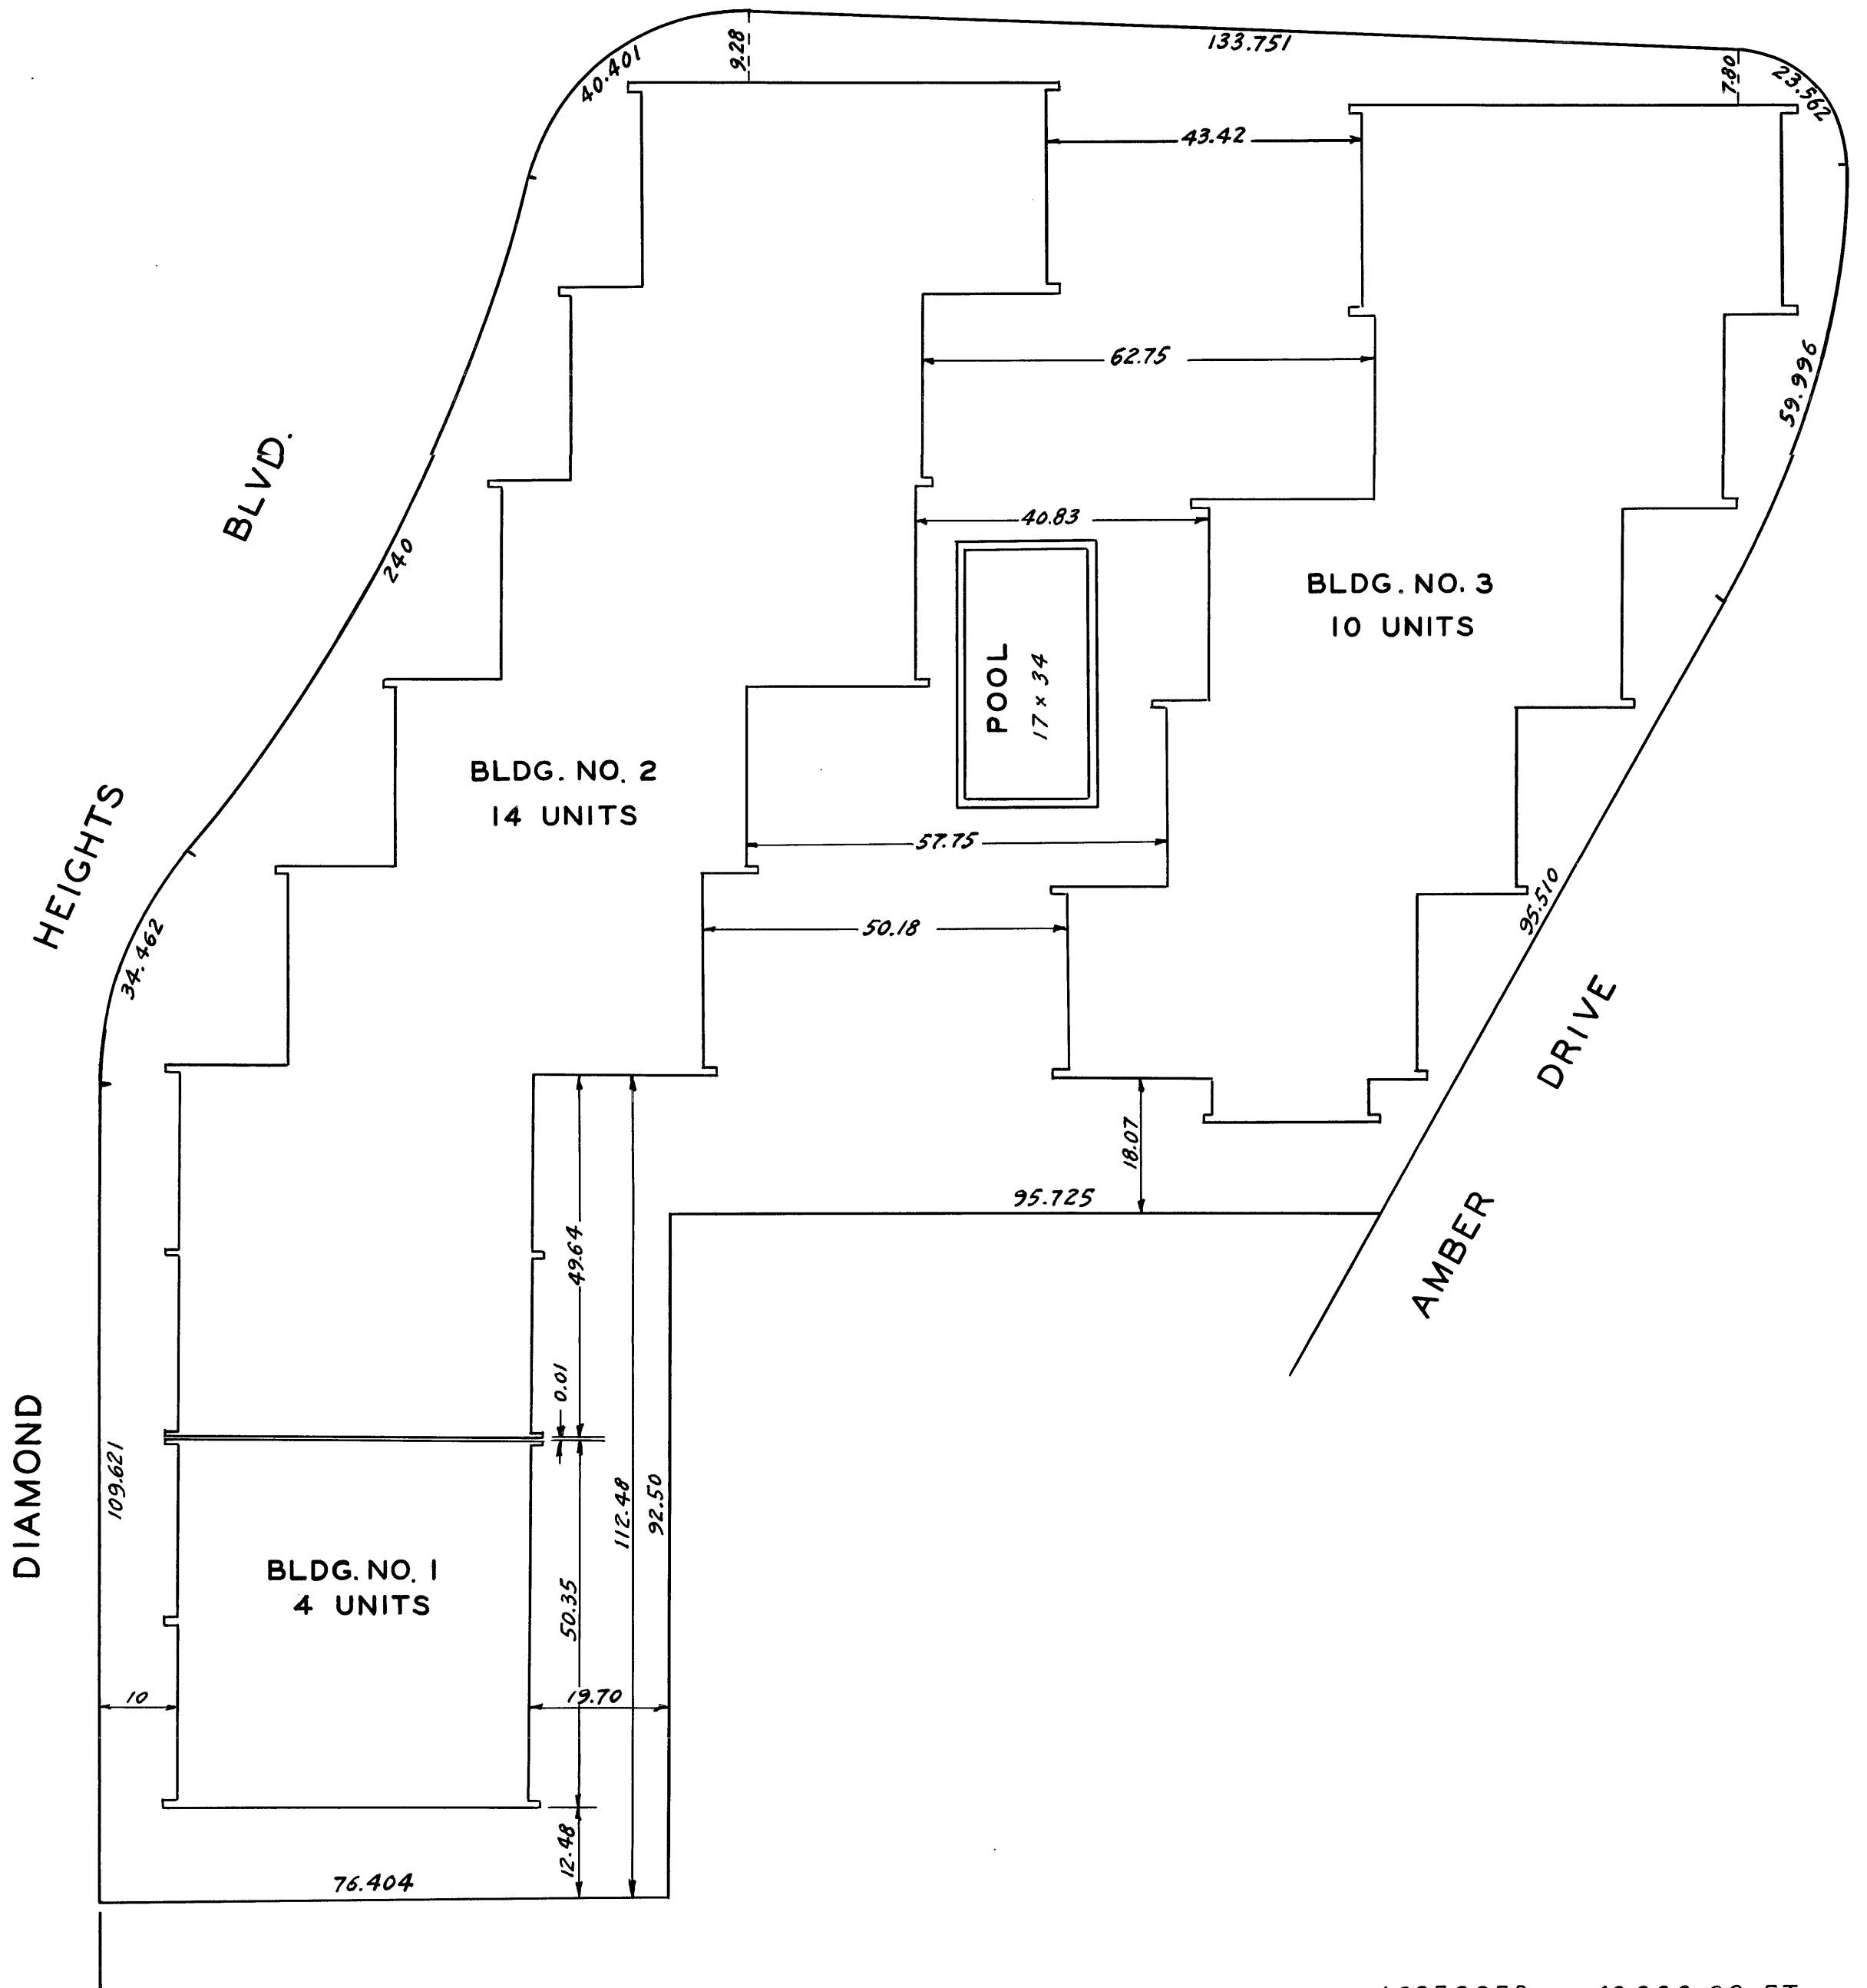 133.751
9.28
7.80
40.401
23.562
43.42
62.75
59.996
BLVD.
40.83
240
BLDG. NO. 3
10 UNITS
POOL
17 x 34
BLDG. NO. 2
14 UNITS
HEIGHTS
57.75
95.510
50.18
34.462
DRIVE
18.07
95.725
AMBER
49.64
0.01
DIAMOND
109.621
112.48
92.50
BLDG. NO. 1
4 UNITS
50.35
10
19.70
12.48
76.404